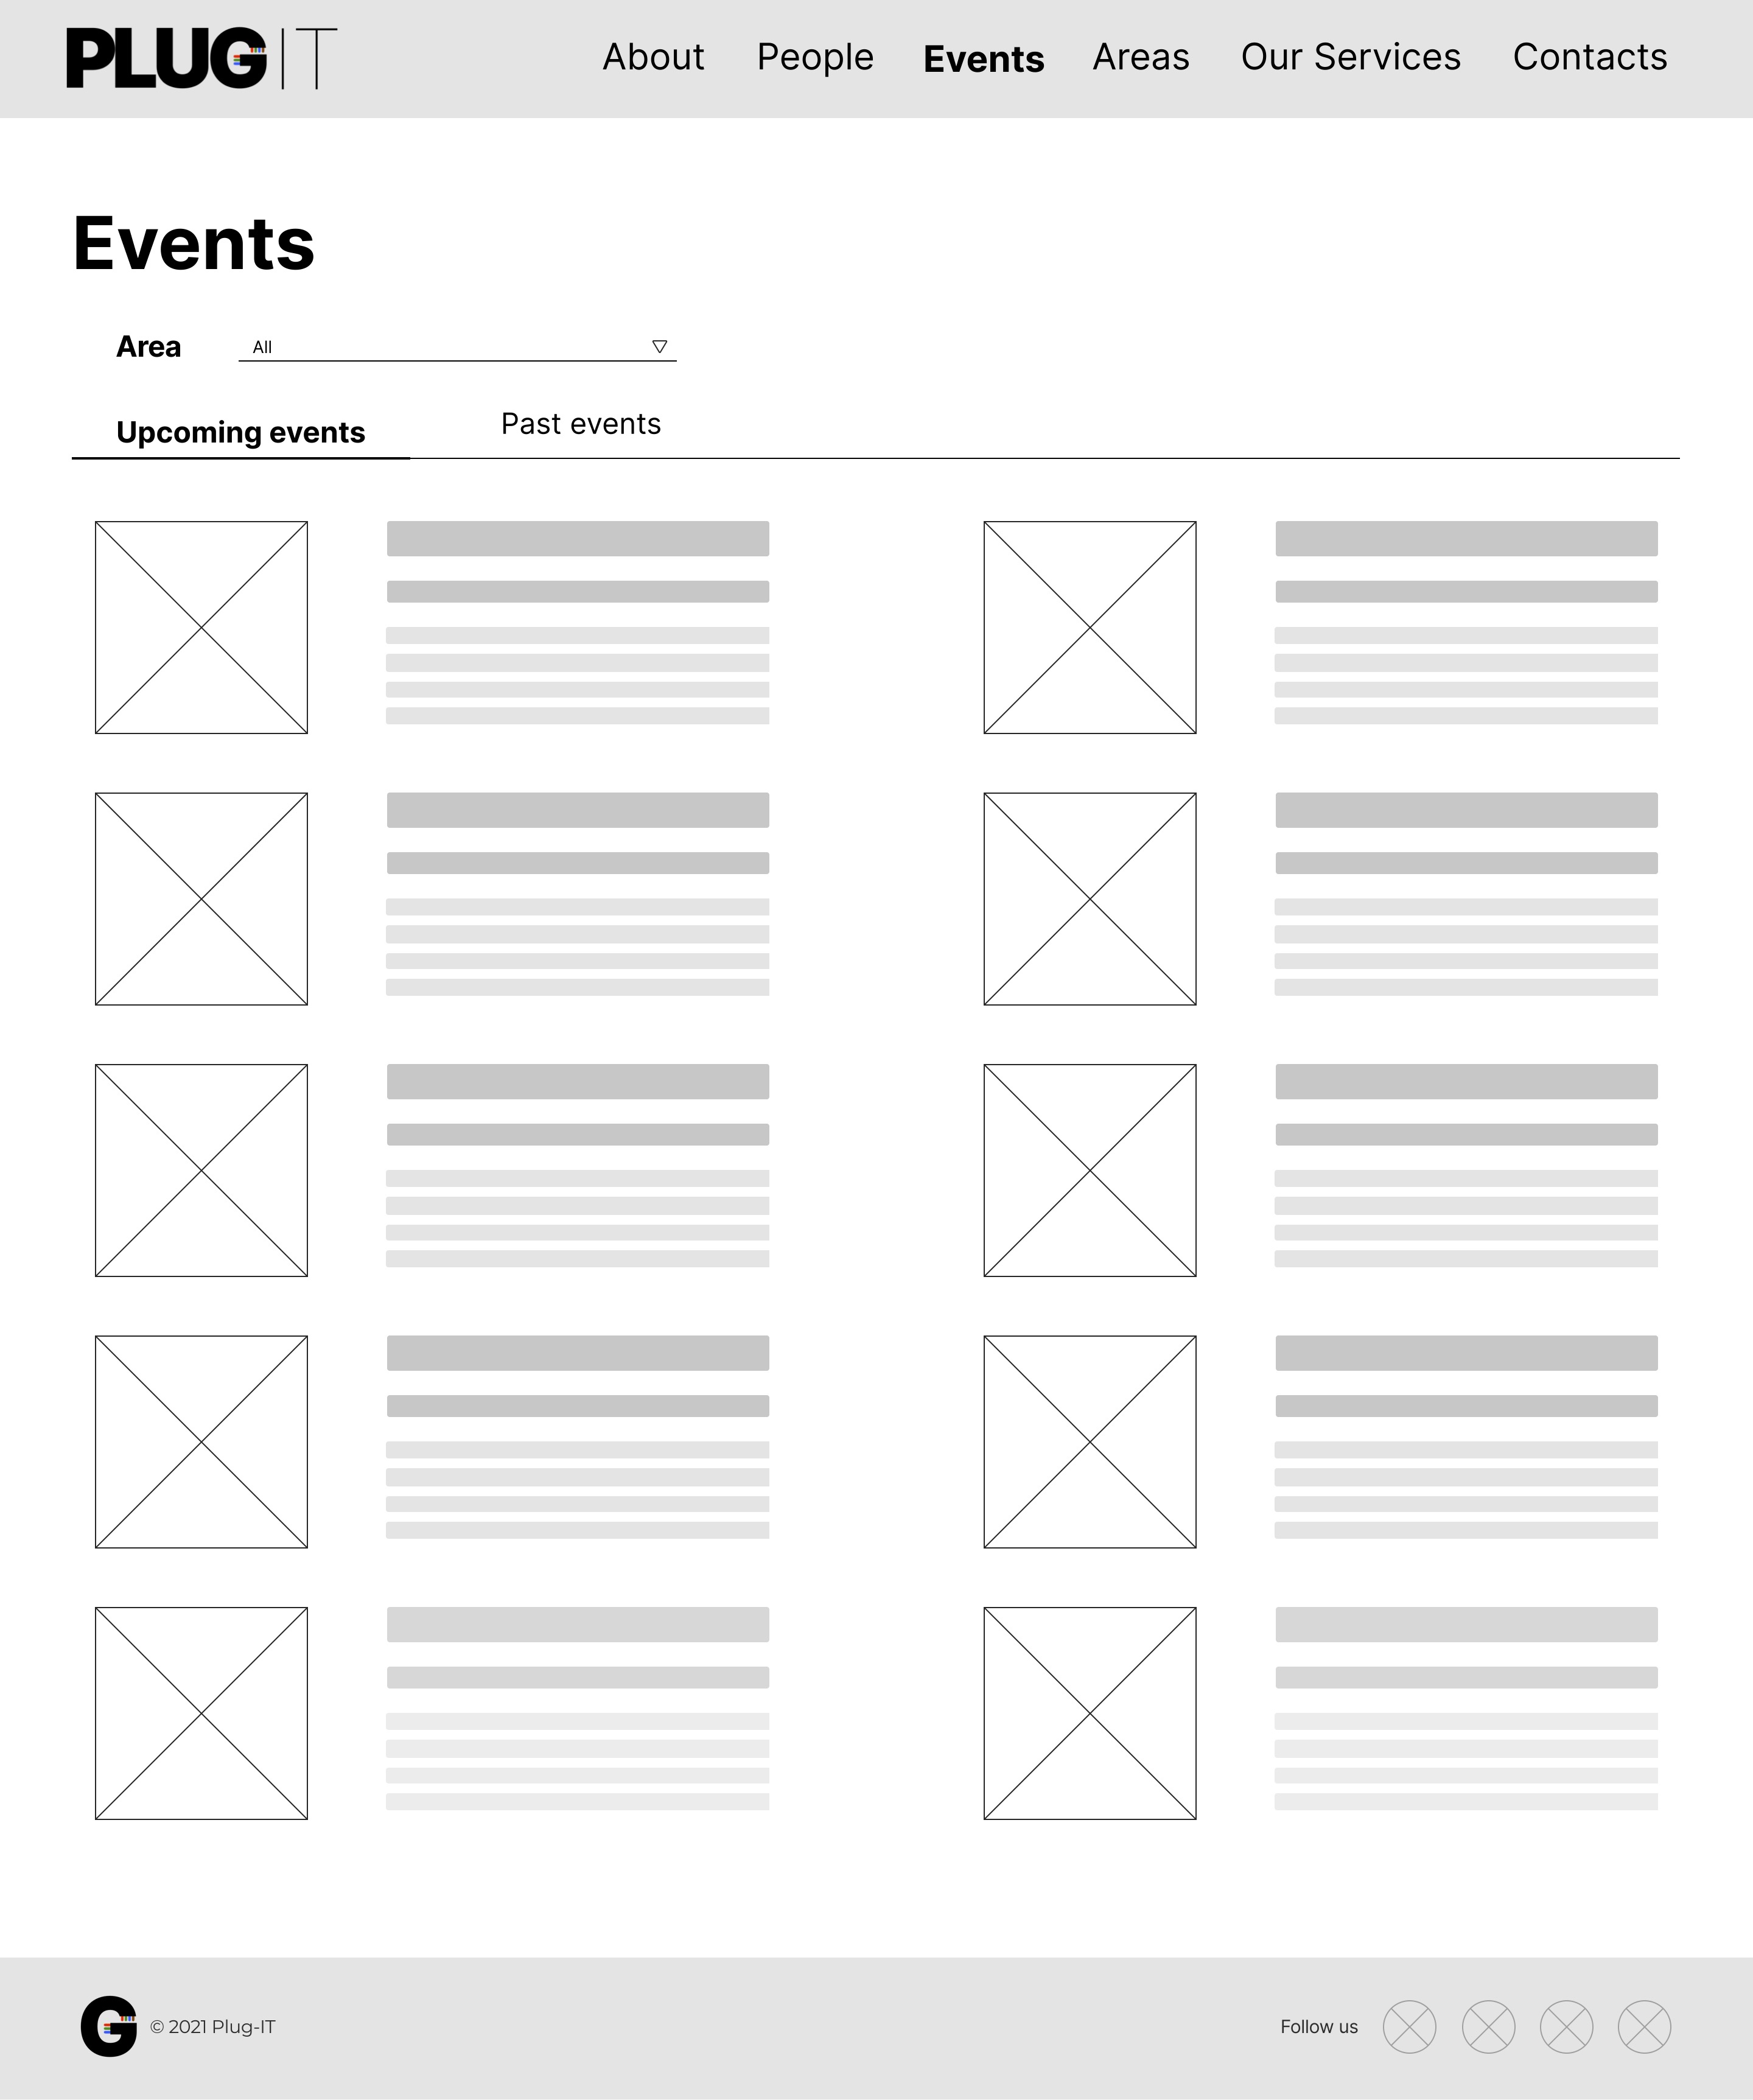 PLUG IT
About People Events Areas Our Services Contacts
Events
Area All
Upcoming events Past events
G © 2021 Plug-IT
Follow us